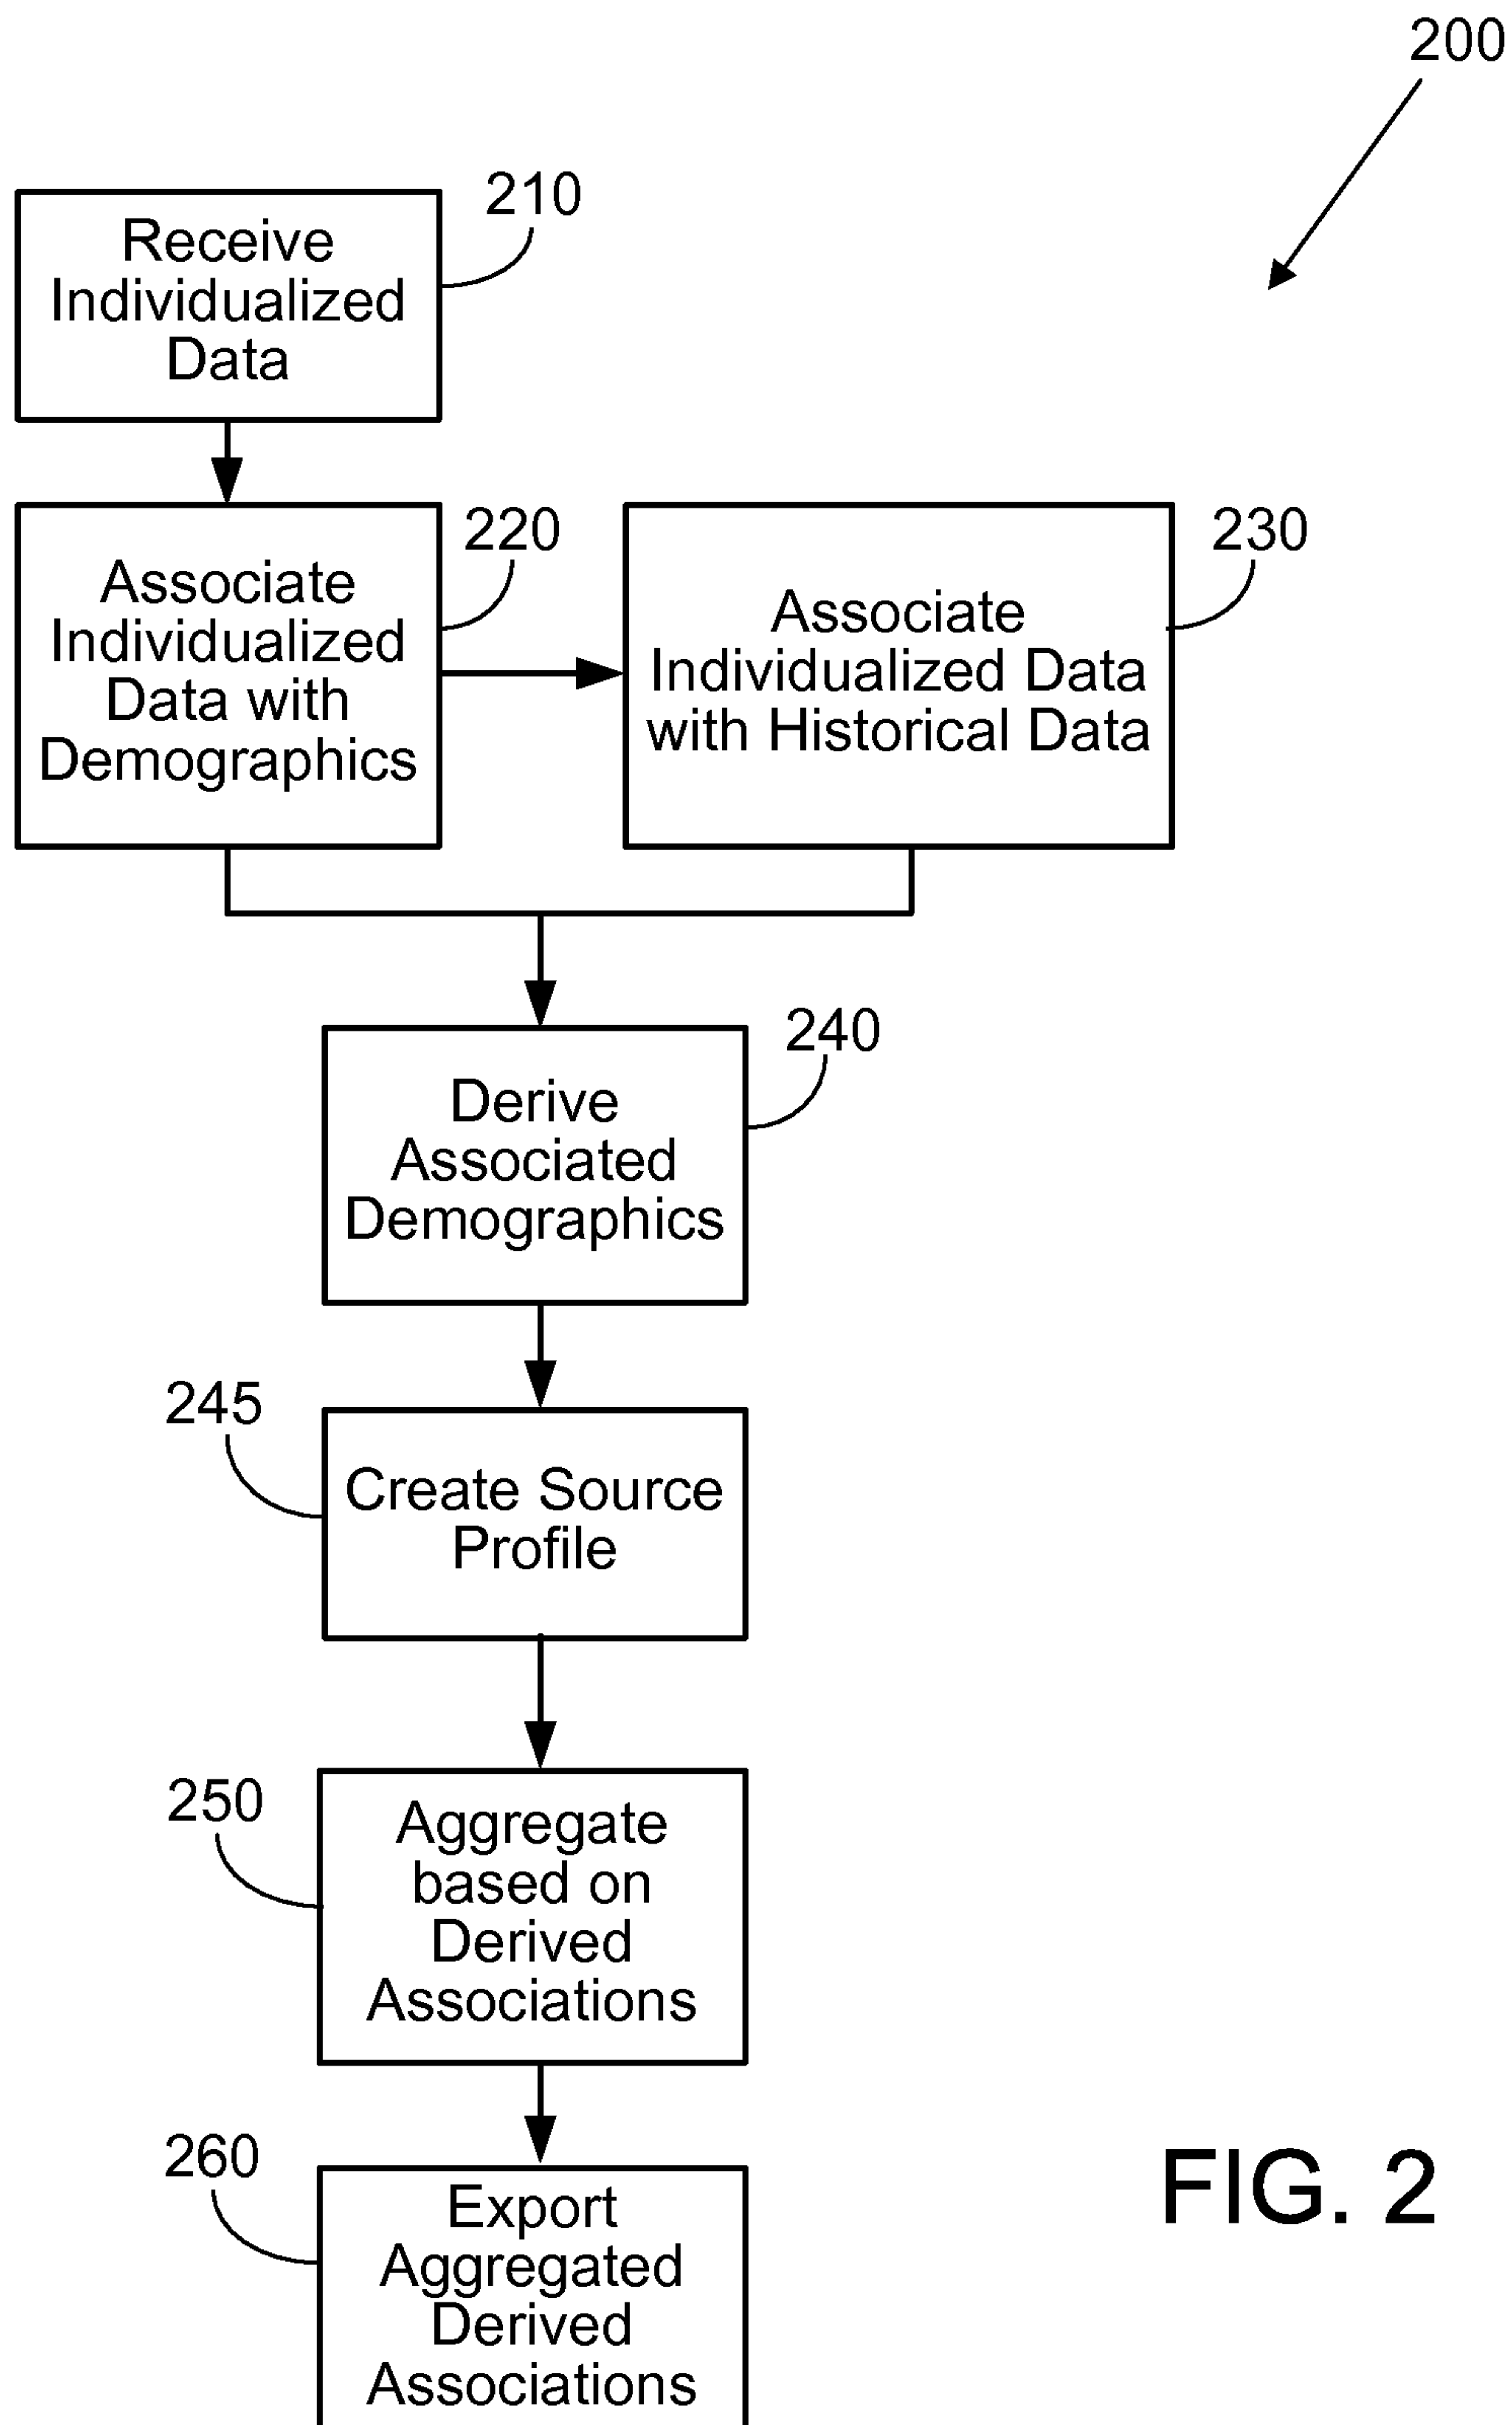 200
210
Receive
Individualized
Data
220
Associate
Individualized
Data with
Demographics
230
Associate
Individualized Data
with Historical Data
240
Derive
Associated
Demographics
245
Create Source
Profile
250
Aggregate
based on
Derived
Associations
260
Export
Aggregated
Derived
Associations
FIG. 2